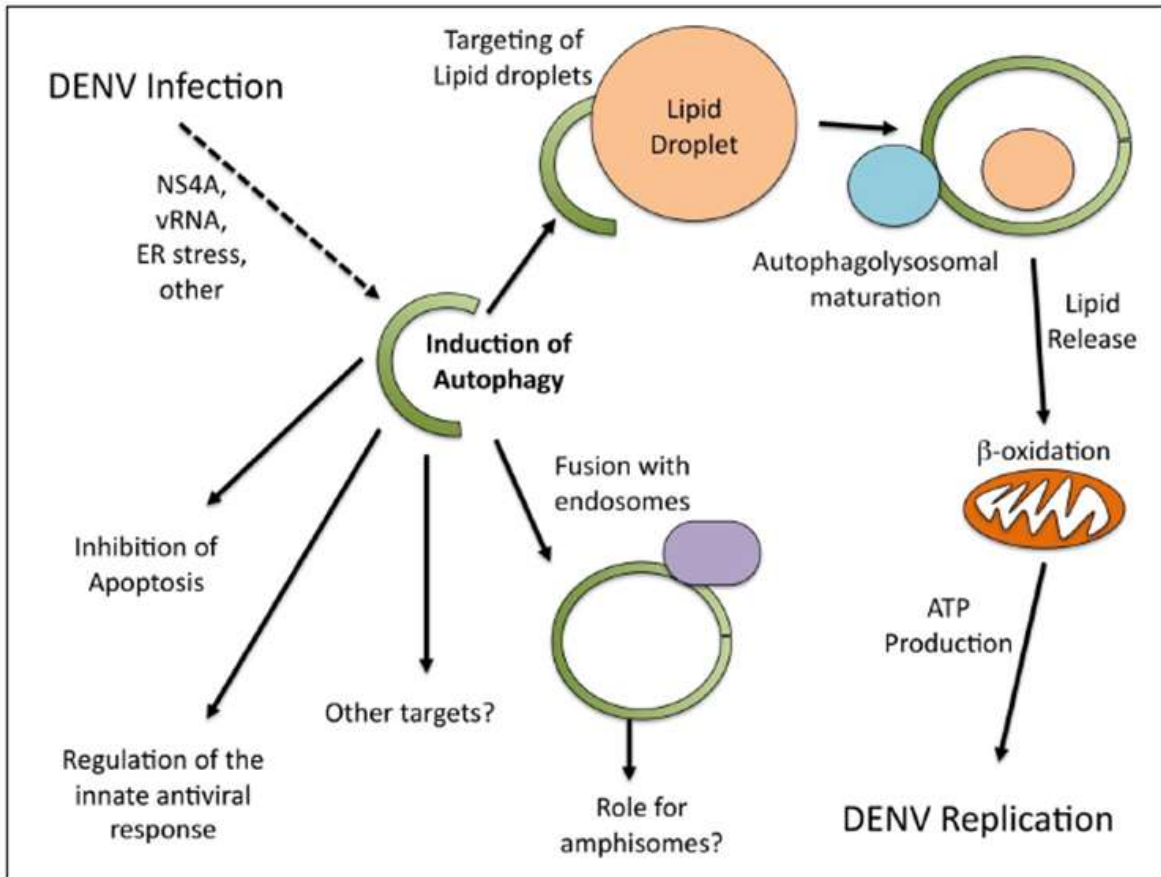 DENV Infection
NS4A,
vRNA,
ER stress,
other
Targeting of
Lipid droplets
Lipid
Droplet
Autophagolysosomal
maturation
Lipid
Release
Induction of
Autophagy
β-oxidation
Fusion with
endosomes
Inhibition of
Apoptosis
ATP
Production
Other targets?
Regulation of the
innate antiviral
response
Role for
amphisomes?
DENV Replication